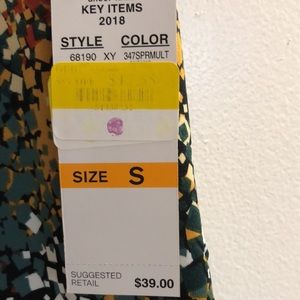 KEY ITEMS
2018
STYLE COLOR
68190 XY 347SPRMULT
SIZE S
SUGGESTED
RETAIL $39.00